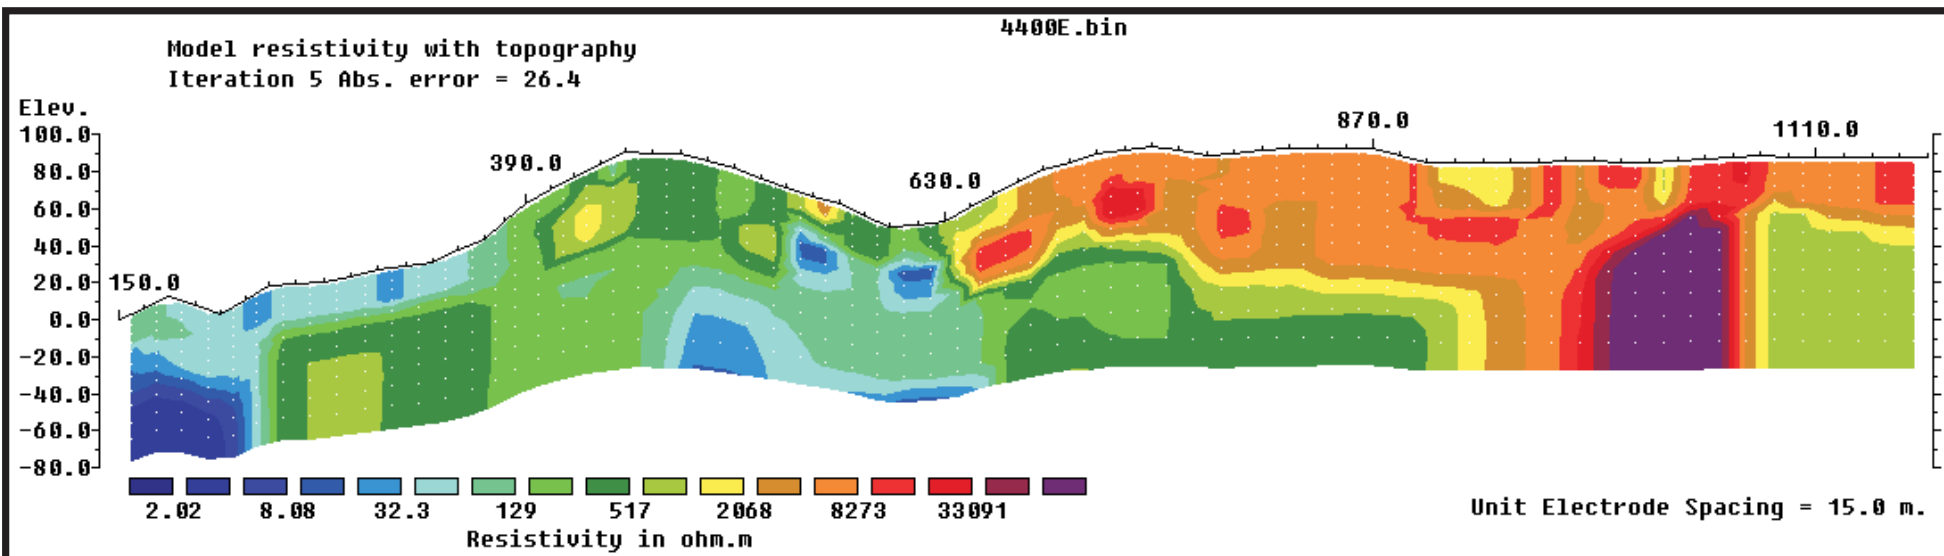 4400E.bin
Model resistivity with topography
Iteration 5 Abs. error = 26.4
Elev.
100.0
80.0
60.0
40.0
20.0
0.0
-20.0
-40.0
-60.0
-80.0
150.0
390.0
630.0
870.0
1110.0
2.02 8.08 32.3 129 517 2068 8273 33091
Resistivity in ohm.m
Unit Electrode Spacing = 15.0 m.